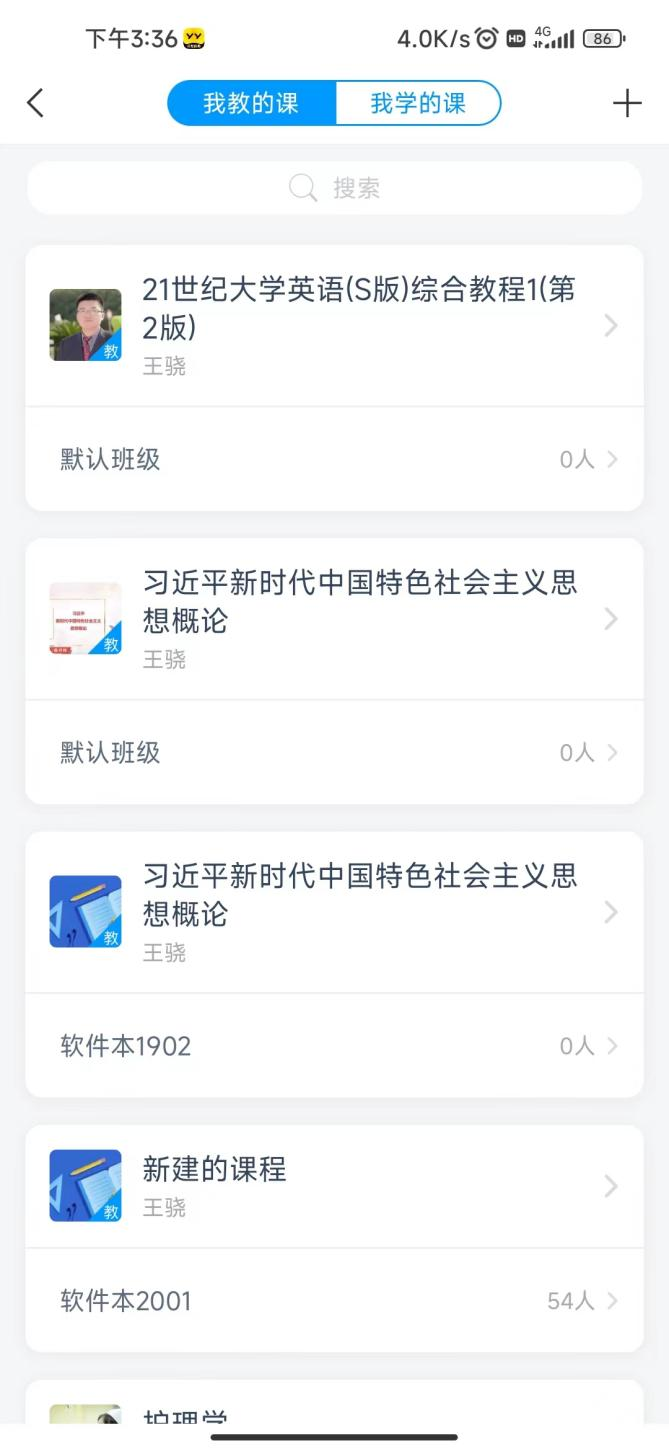 下午3:36
4.0K/s HD 4G 86
我教的课 我学的课
搜索
21世纪大学英语(S版)综合教程1(第
2版)
教
王骁
默认班级 0人
习近平新时代中国特色社会主义思
想概论
教
王骁
默认班级 0人
习近平新时代中国特色社会主义思
想概论
教
王骁
软件本1902 0人
新建的课程
教
王骁
软件本2001 54人
护理学